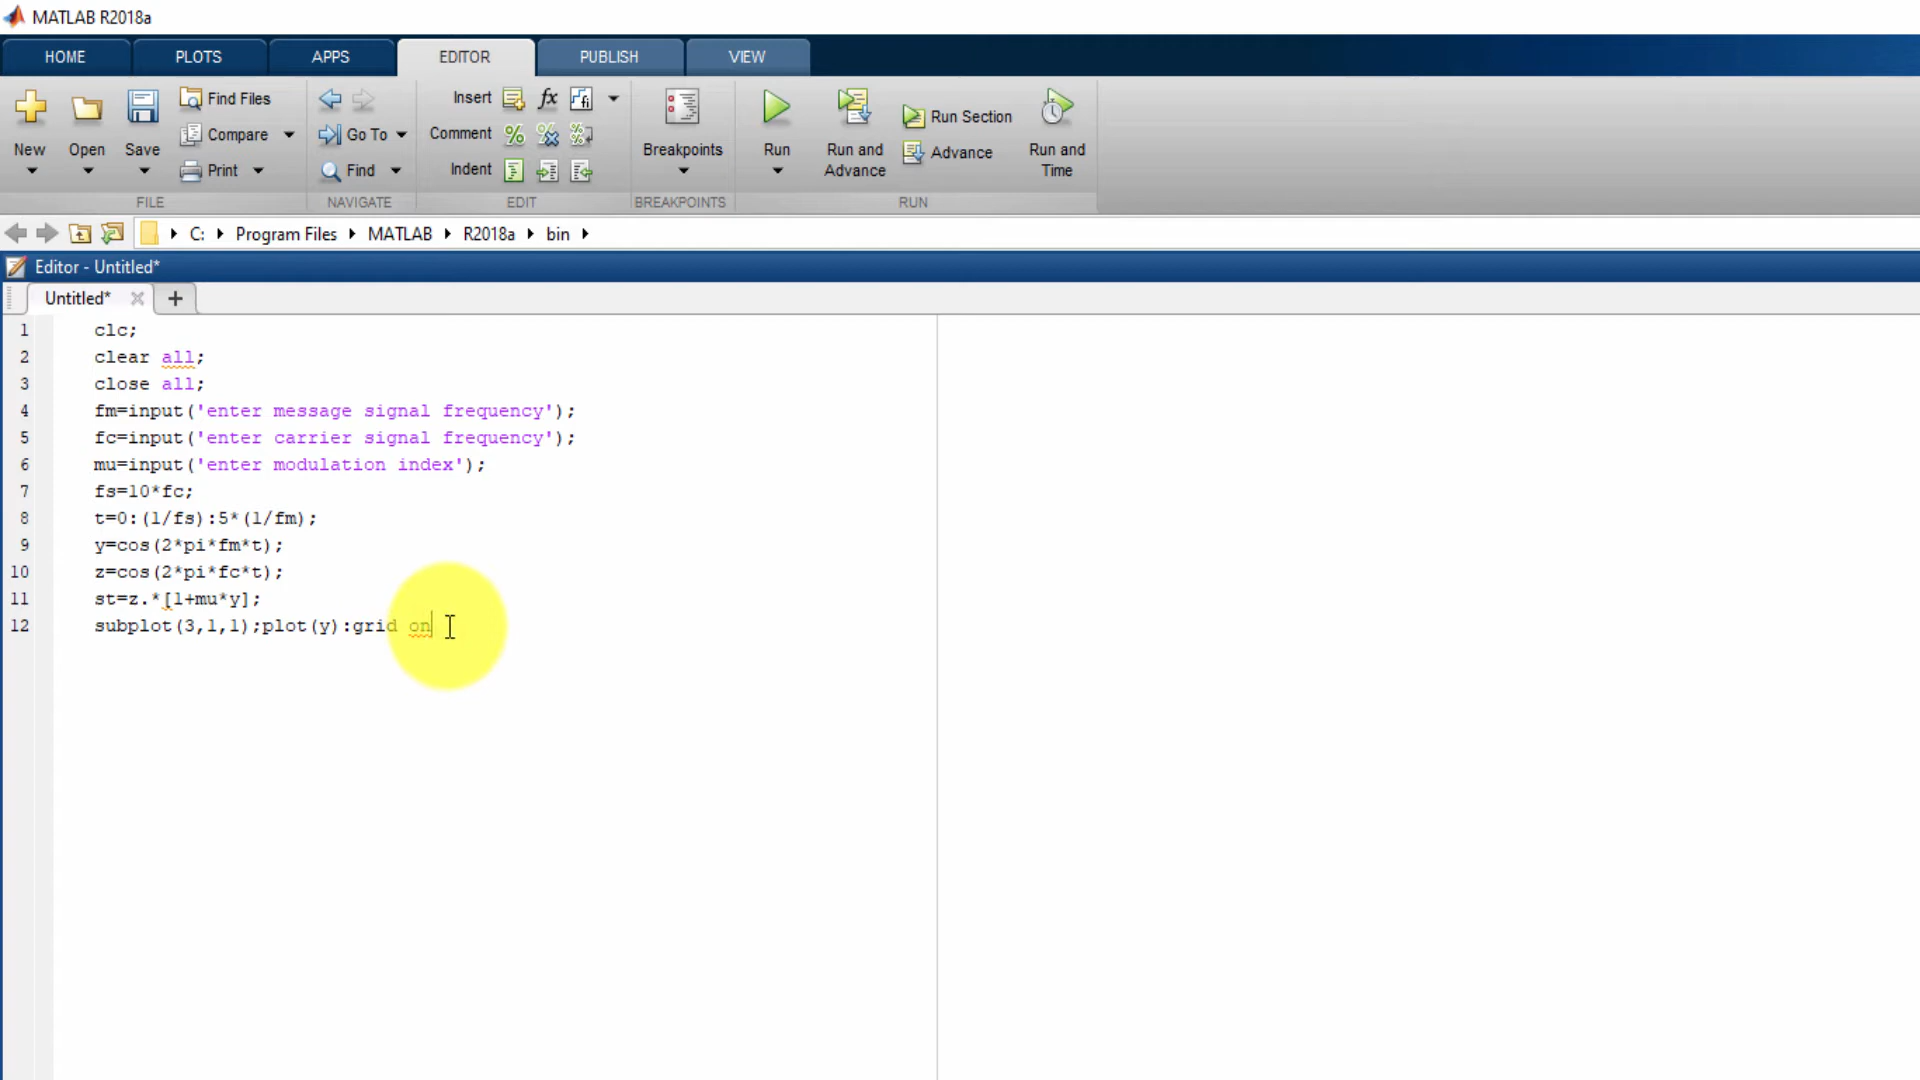 MATLAB R2018a
HOME PLOTS APPS EDITOR PUBLISH VIEW
New Open Save Find Files Compare Print
Go To Find
Insert fx fi
Comment
Indent
Breakpoints
Run Run and Advance Run Section Advance Run and Time
FILE NAVIGATE EDIT BREAKPOINTS RUN
C: Program Files MATLAB R2018a bin
Editor - Untitled*
Untitled* +
1 clc;
2 clear all;
3 close all;
4 fm=input('enter message signal frequency');
5 fc=input('enter carrier signal frequency');
6 mu=input('enter modulation index');
7 fs=10*fc;
8 t=0:(1/fs):5*(1/fm);
9 y=cos(2*pi*fm*t);
10 z=cos(2*pi*fc*t);
11 st=z.*[1+mu*y];
12 subplot(3,1,1);plot(y):grid on